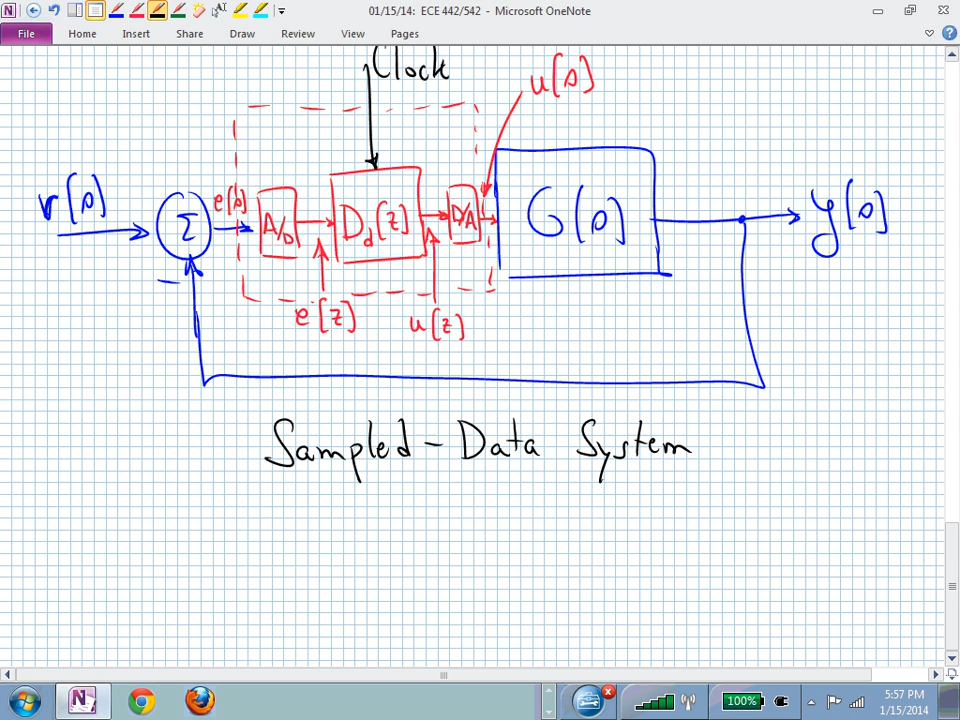 01/15/14: ECE 442/542 - Microsoft OneNote
File Home Insert Share Draw Review View Pages
Clock
u[s]
r[s]
Σ
e[s]
A/D
D_d[z]
D/A
G[s]
y[s]
−
e[z]
u[z]
Sampled - Data System
100%
5:57 PM
1/15/2014